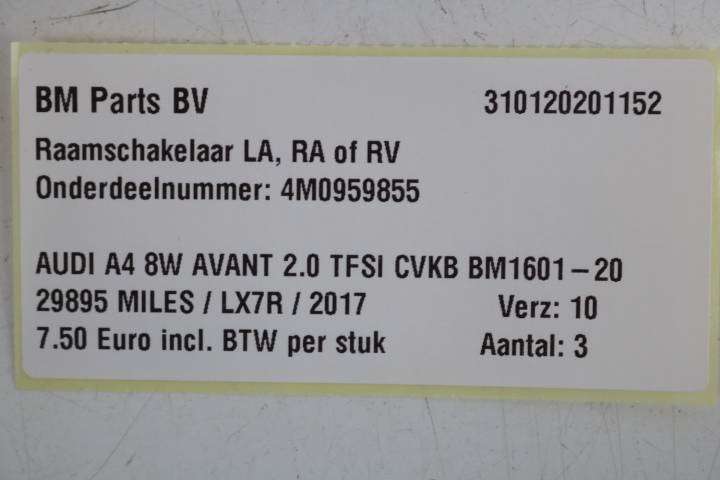 BM Parts BV 310120201152
Raamschakelaar LA, RA of RV
Onderdeelnummer: 4M0959855
AUDI A4 8W AVANT 2.0 TFSI CVKB BM1601-20
29895 MILES / LX7R / 2017 Verz: 10
7.50 Euro incl. BTW per stuk Aantal: 3